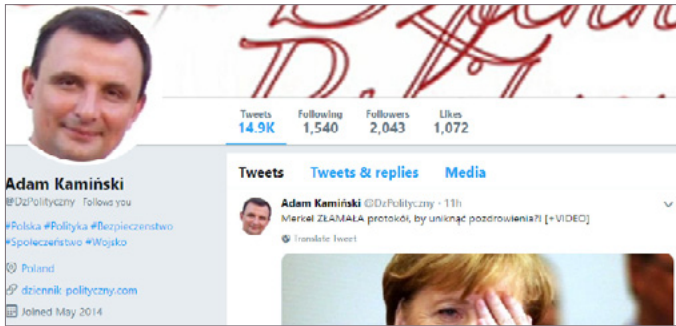 Tweets Following Followers Likes
14.9K 1,540 2,043 1,072
Adam Kamiński
@DzPolityczny Follows you
#Polska #Polityka #Bezpieczeństwo
#Społeczeństwo #Wojsko
Poland
dziennik-polityczny.com
Joined May 2014
Tweets Tweets & replies Media
Adam Kamiński @DzPolityczny · 11h
Merkel ZŁAMAŁA protokół, by uniknąć pozdrowienia?! [+VIDEO]
Translate Tweet